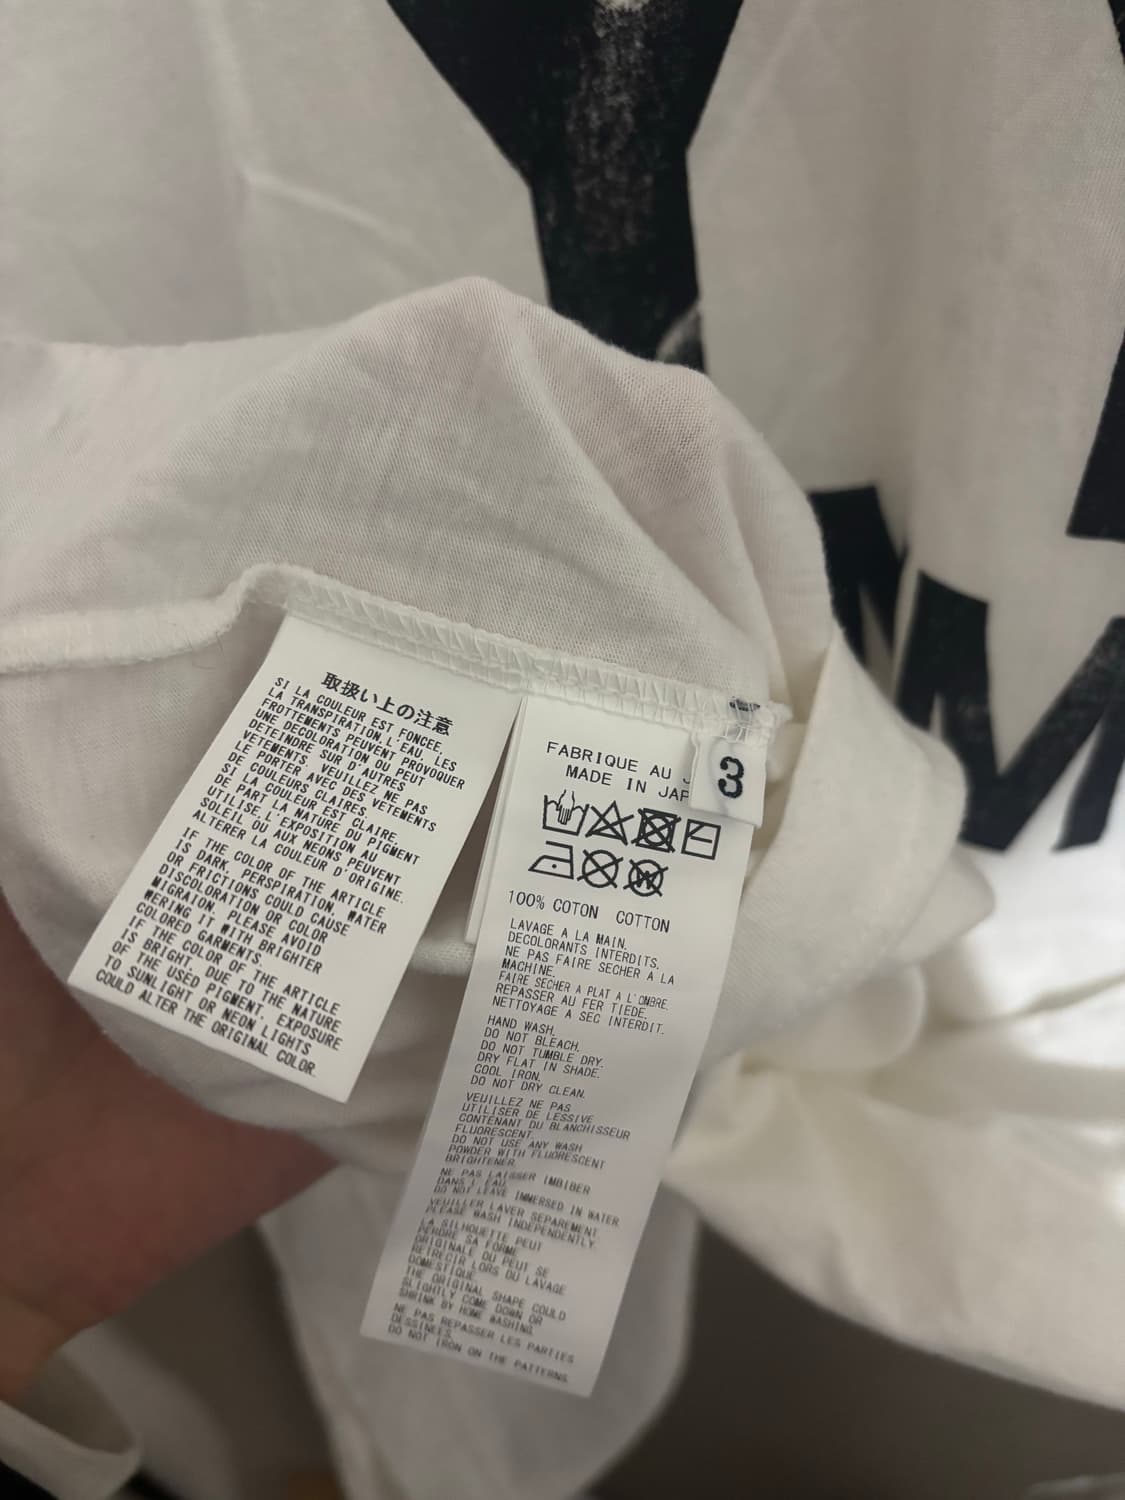 取扱い上の注意
SI LA COULEUR EST FONCEE,
LA TRANSPIRATION, L'EAU, LES
FROTTEMENTS PEUVENT PROVOQUER
UNE DECOLORATION OU PEUT
DETEINDRE SUR D'AUTRES
VETEMENTS. VEUILLEZ NE PAS
LE PORTER AVEC DES VETEMENTS
DE COULEURS CLAIRES.
SI LA COULEUR EST CLAIRE,
DE PART LA NATURE DU PIGMENT
UTILISE, L'EXPOSITION AU
SOLEIL OU AUX NEONS PEUVENT
ALTERER LA COULEUR D'ORIGINE.
IF THE COLOR OF THE ARTICLE
IS DARK, PERSPIRATION, WATER
OR FRICTIONS COULD CAUSE
DISCOLORATION OR COLOR
MIGRAION. PLEASE AVOID
WERING IT WITH BRIGHTER
COLORED GARMENTS.
IF THE COLOR OF THE ARTICLE
IS BRIGHT, DUE TO THE NATURE
OF THE USED PIGMENT, EXPOSURE
TO SUNLIGHT OR NEON LIGHTS
COULD ALTER THE ORIGINAL COLOR.
FABRIQUE AU J
MADE IN JAP
3
W
100% COTON COTTON
LAVAGE A LA MAIN.
DECOLORANTS INTERDITS.
NE PAS FAIRE SECHER A LA
MACHINE.
FAIRE SECHER A PLAT A L'OMBRE.
REPASSER AU FER TIEDE.
NETTOYAGE A SEC INTERDIT.
HAND WASH.
DO NOT BLEACH.
DO NOT TUMBLE DRY.
DRY FLAT IN SHADE.
COOL IRON.
DO NOT DRY CLEAN.
VEUILLEZ NE PAS
UTILISER DE LESSIVE
CONTENANT DU BLANCHISSEUR
FLUORESCENT.
DO NOT USE ANY WASH
POWDER WITH FLUORESCENT
BRIGHTENER.
NE PAS LAISSER IMBIBER
DANS L'EAU.
DO NOT LEAVE IMMERSED IN WATER
VEUILLER LAVER SEPAREMENT.
PLEASE WASH INDEPENDENTLY.
LA SILHOUETTE PEUT
PERDRE SA FORME
ORIGINALE OU PEUT SE
RETRECIR LORS DU LAVAGE
DOMESTIQUE.
THE ORIGINAL SHAPE COULD
SLIGHTLY COME DOWN OR
SHRINK BY HOME WASHING.
NE PAS REPASSER LES PARTIES
DESSINEES.
DO NOT IRON ON THE PATTERNS.